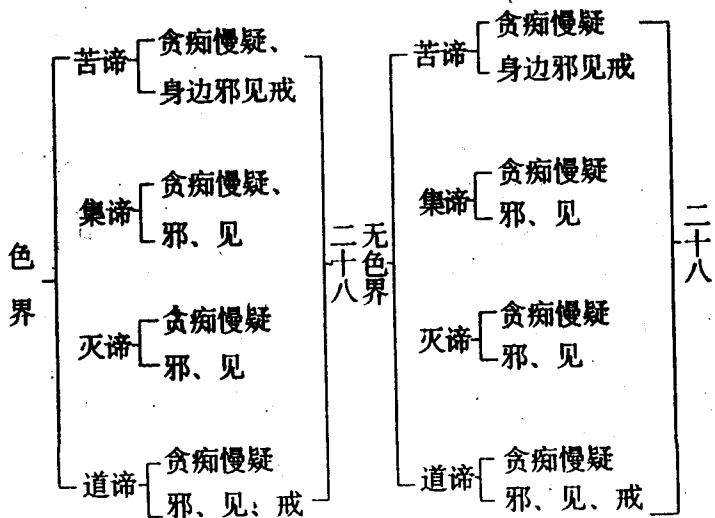 色界
苦谛
贪痴慢疑、
身边邪见戒
集谛
贪痴慢疑、
邪、见
灭谛
贪痴慢疑
邪、见
道谛
贪痴慢疑
邪、见；戒
二十八
无色界
苦谛
贪痴慢疑
身边邪见戒
集谛
贪痴慢疑
邪、见
灭谛
贪痴慢疑
邪、见
道谛
贪痴慢疑
邪、见、戒
二十八